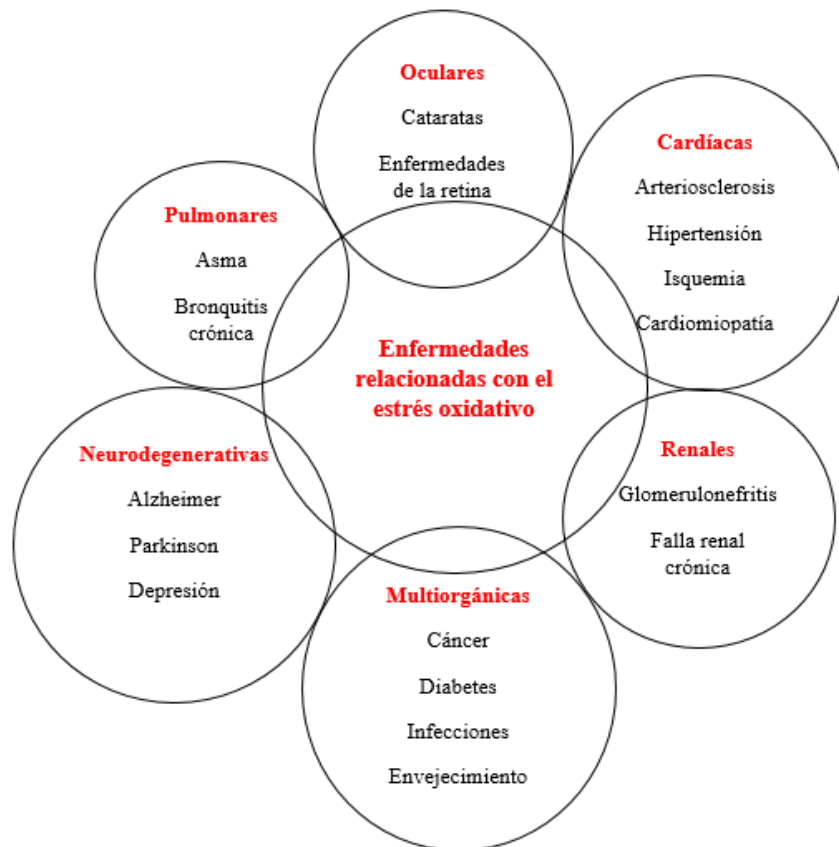 Oculares
Cataratas
Enfermedades
de la retina
Cardíacas
Arteriosclerosis
Hipertensión
Isquemia
Cardiomiopatía
Pulmonares
Asma
Bronquitis
crónica
Enfermedades
relacionadas con el
estrés oxidativo
Neurodegenerativas
Alzheimer
Parkinson
Depresión
Renales
Glomerulonefritis
Falla renal
crónica
Multiorgánicas
Cáncer
Diabetes
Infecciones
Envejecimiento